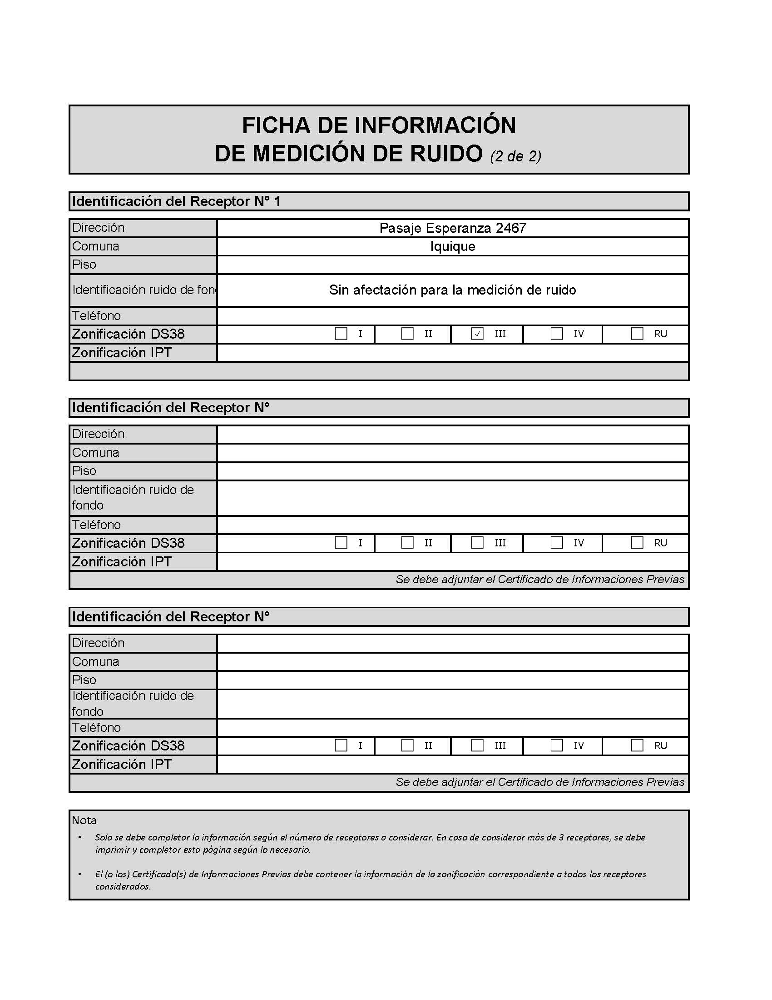 FICHA DE INFORMACIÓN
DE MEDICIÓN DE RUIDO (2 de 2)
Identificación del Receptor N° 1
Dirección Pasaje Esperanza 2467
Comuna Iquique
Piso
Identificación ruido de fon Sin afectación para la medición de ruido
Teléfono
Zonificación DS38 I II III IV RU
Zonificación IPT
Identificación del Receptor N°
Dirección
Comuna
Piso
Identificación ruido de
fondo
Teléfono
Zonificación DS38 I II III IV RU
Zonificación IPT
Se debe adjuntar el Certificado de Informaciones Previas
Identificación del Receptor N°
Dirección
Comuna
Piso
Identificación ruido de
fondo
Teléfono
Zonificación DS38 I II III IV RU
Zonificación IPT
Se debe adjuntar el Certificado de Informaciones Previas
Nota
• Solo se debe completar la información según el número de receptores a considerar. En caso de considerar más de 3 receptores, se debe
imprimir y completar esta página según lo necesario.
• El (o los) Certificado(s) de Informaciones Previas debe contener la información de la zonificación correspondiente a todos los receptores
considerados.